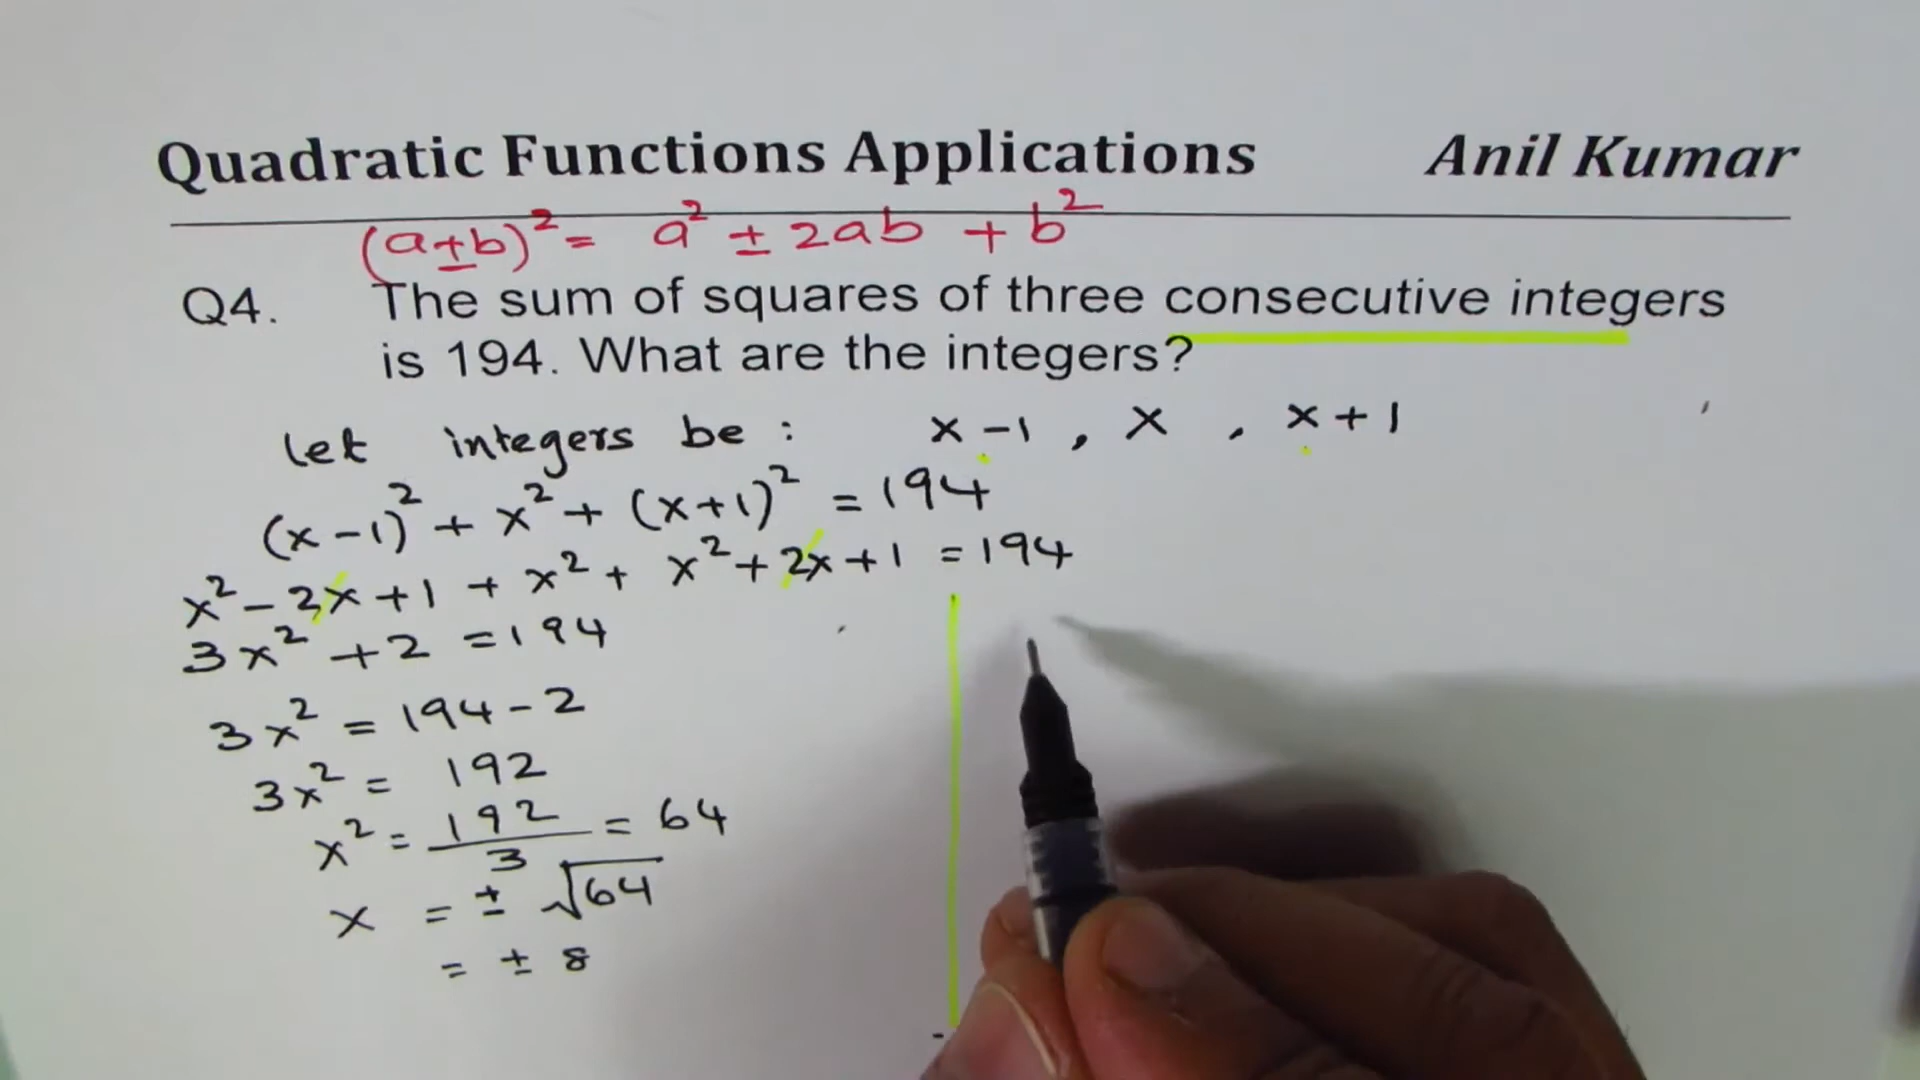 Quadratic Functions Applications Anil Kumar
(a±b)² = a² ± 2ab + b²
Q4. The sum of squares of three consecutive integers
is 194. What are the integers?
let integers be : x-1 , x , x+1
(x-1)² + x² + (x+1)² = 194
x² - 2x + 1 + x² + x² + 2x + 1 = 194
3x² + 2 = 194
3x² = 194 - 2
3x² = 192
x² = 192/3 = 64
x = ± √64
= ± 8